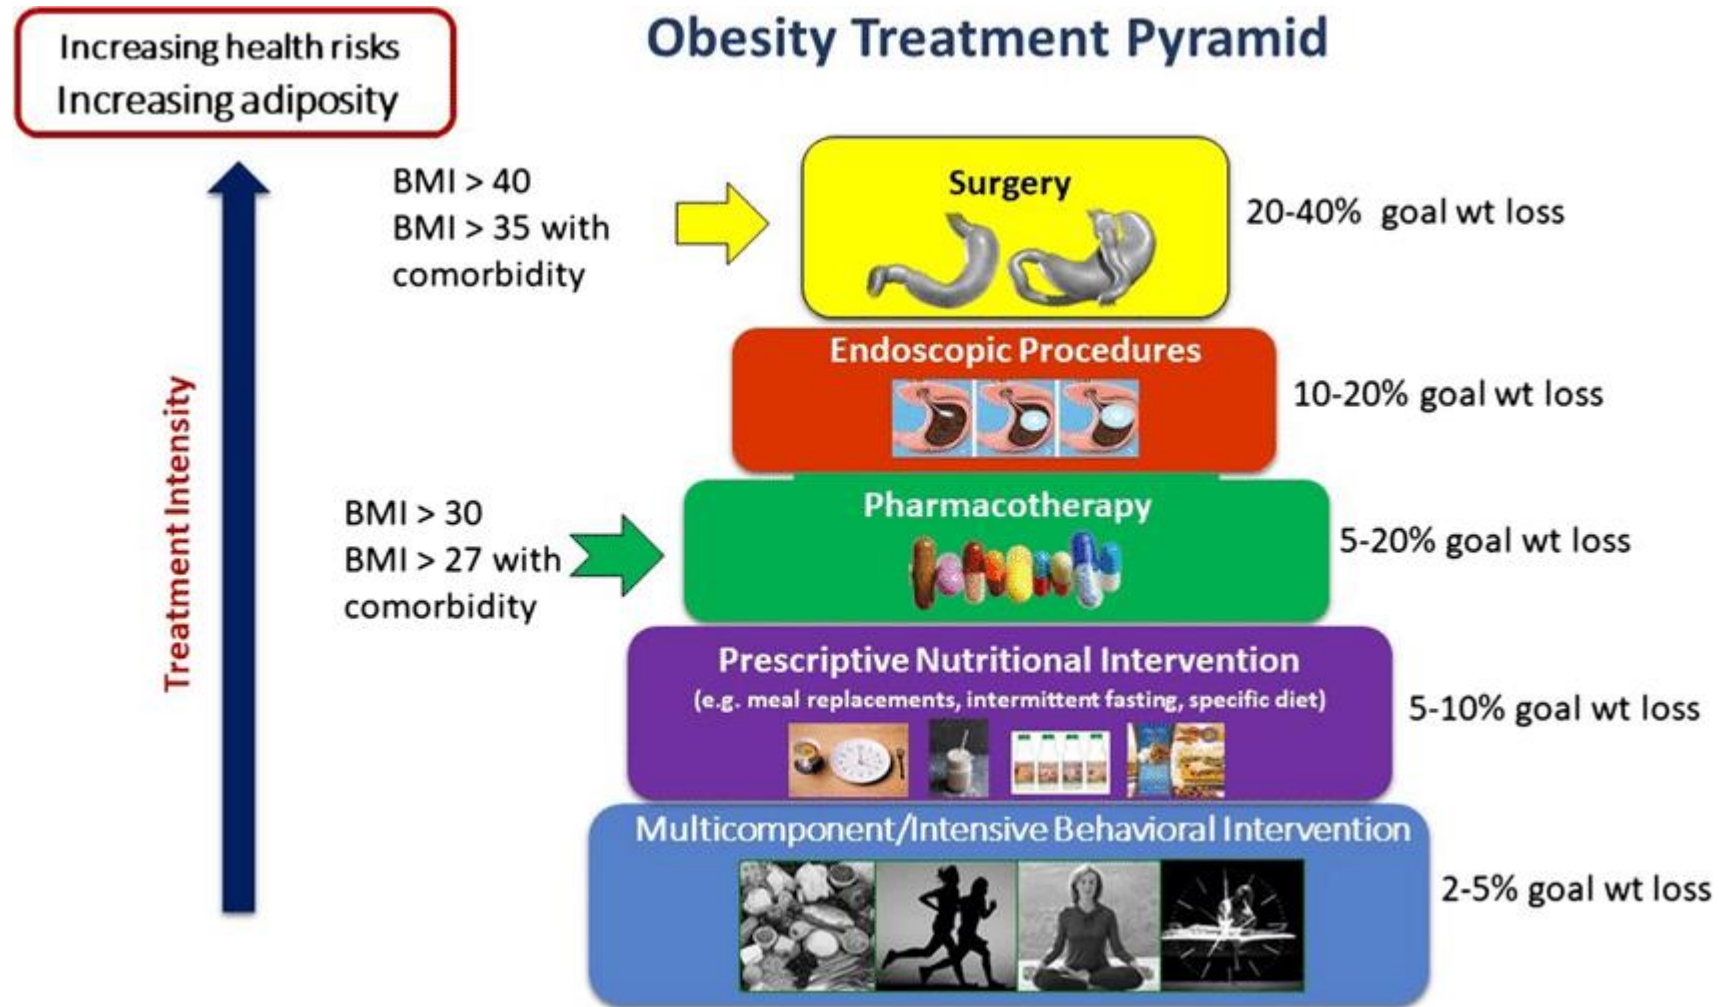 Obesity Treatment Pyramid
Increasing health risks
Increasing adiposity
Treatment Intensity
BMI > 40
BMI > 35 with
comorbidity
Surgery
20-40% goal wt loss
Endoscopic Procedures
10-20% goal wt loss
BMI > 30
BMI > 27 with
comorbidity
Pharmacotherapy
5-20% goal wt loss
Prescriptive Nutritional Intervention
(e.g. meal replacements, intermittent fasting, specific diet)
5-10% goal wt loss
Multicomponent/Intensive Behavioral Intervention
2-5% goal wt loss